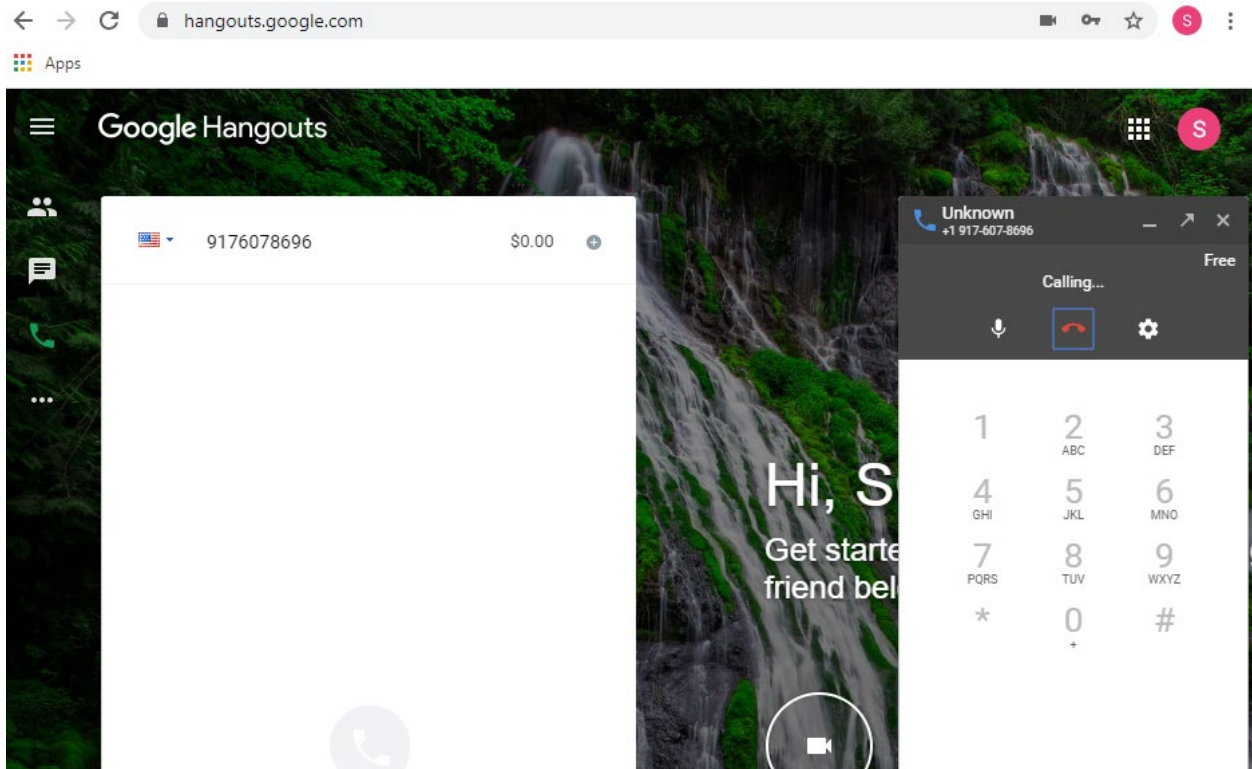 hangouts.google.com
S
Apps
Google Hangouts
S
9176078696 $0.00
Unknown
+1 917-607-8696
Free
Calling...
1 2 3
ABC DEF
4 5 6
GHI JKL MNO
7 8 9
PQRS TUV WXYZ
* 0 #
+
Hi, S
Get starte
friend bel